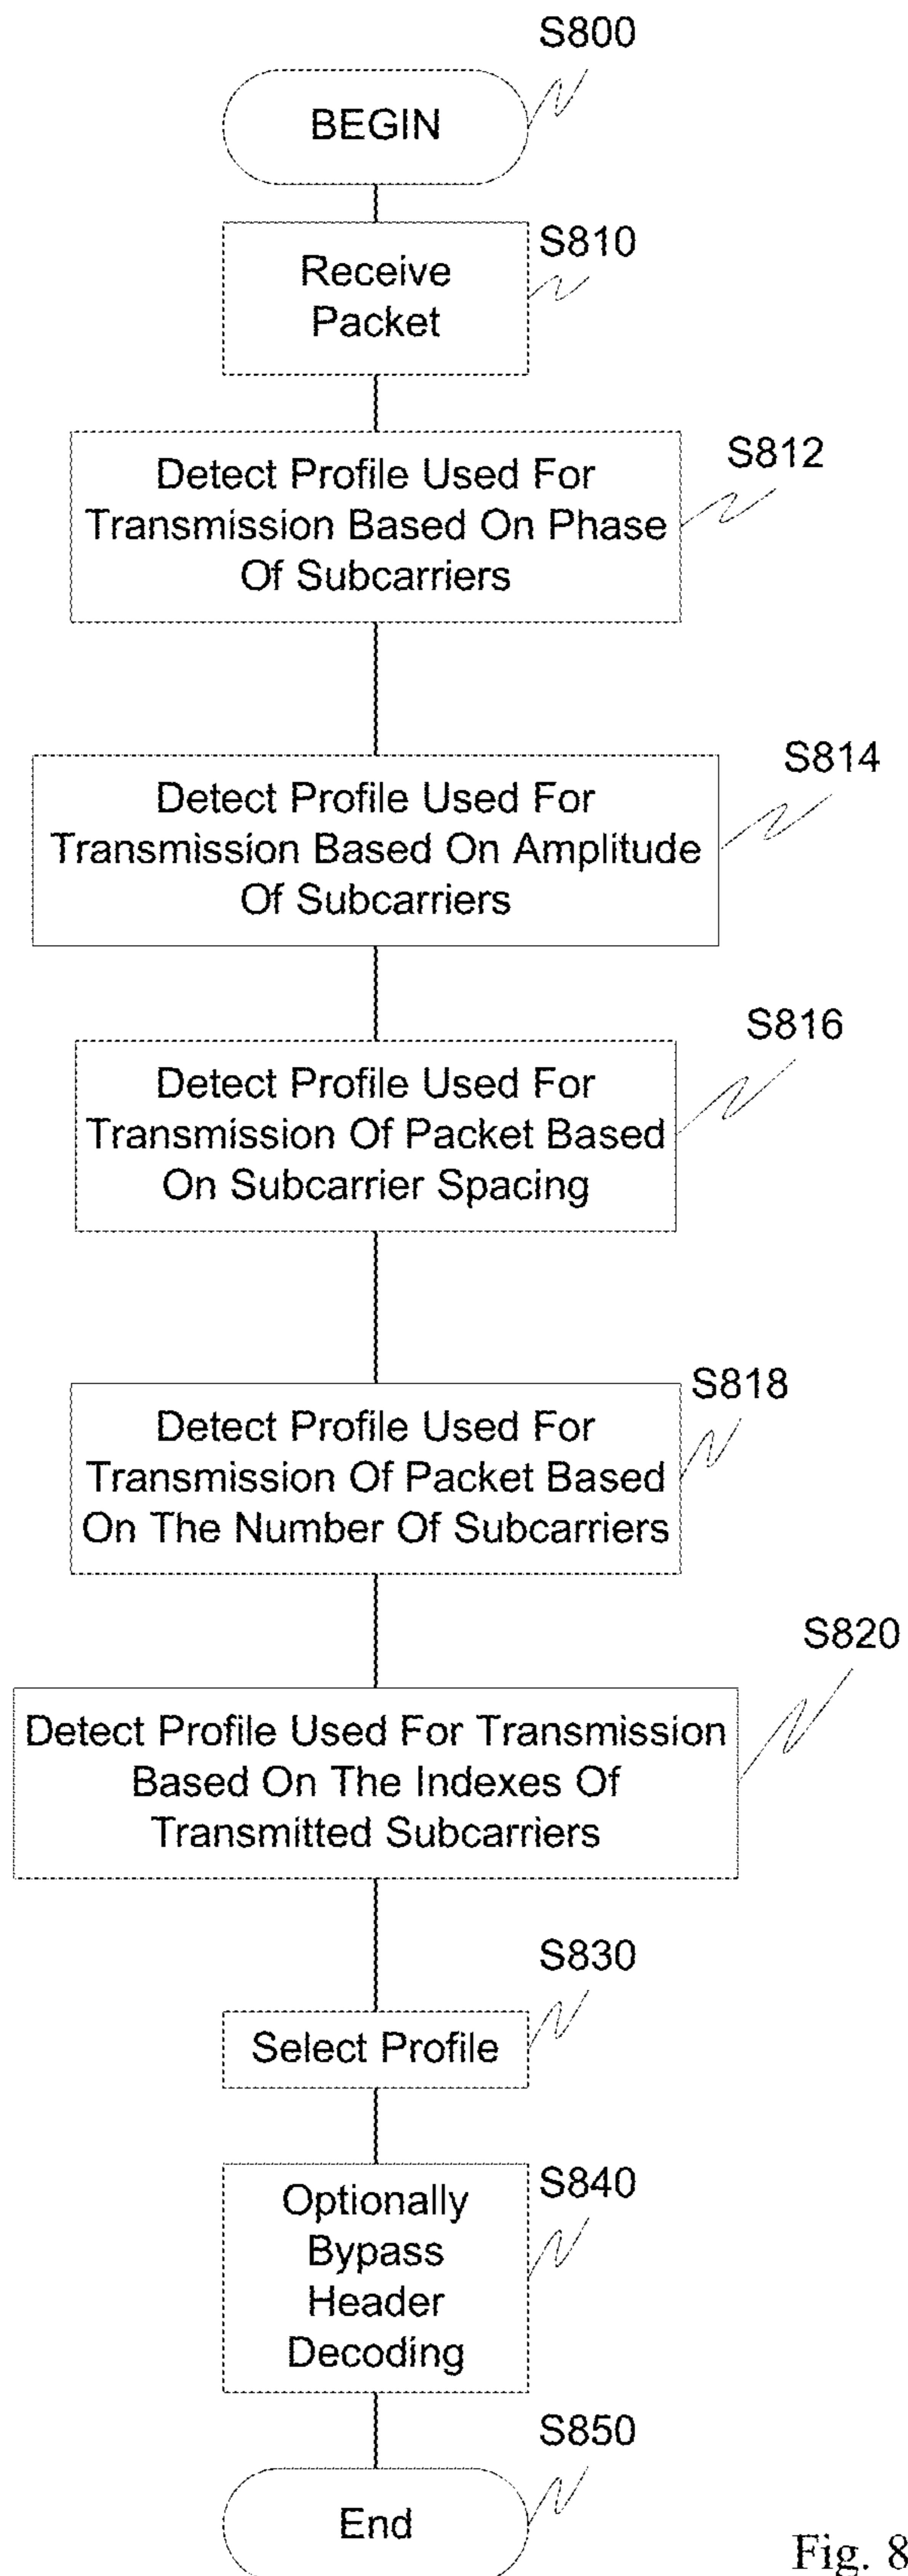 S800
BEGIN
S810
Receive
Packet
S812
Detect Profile Used For
Transmission Based On Phase
Of Subcarriers
S814
Detect Profile Used For
Transmission Based On Amplitude
Of Subcarriers
S816
Detect Profile Used For
Transmission Of Packet Based
On Subcarrier Spacing
S818
Detect Profile Used For
Transmission Of Packet Based
On The Number Of Subcarriers
S820
Detect Profile Used For Transmission
Based On The Indexes Of
Transmitted Subcarriers
S830
Select Profile
S840
Optionally
Bypass
Header
Decoding
S850
End
Fig. 8